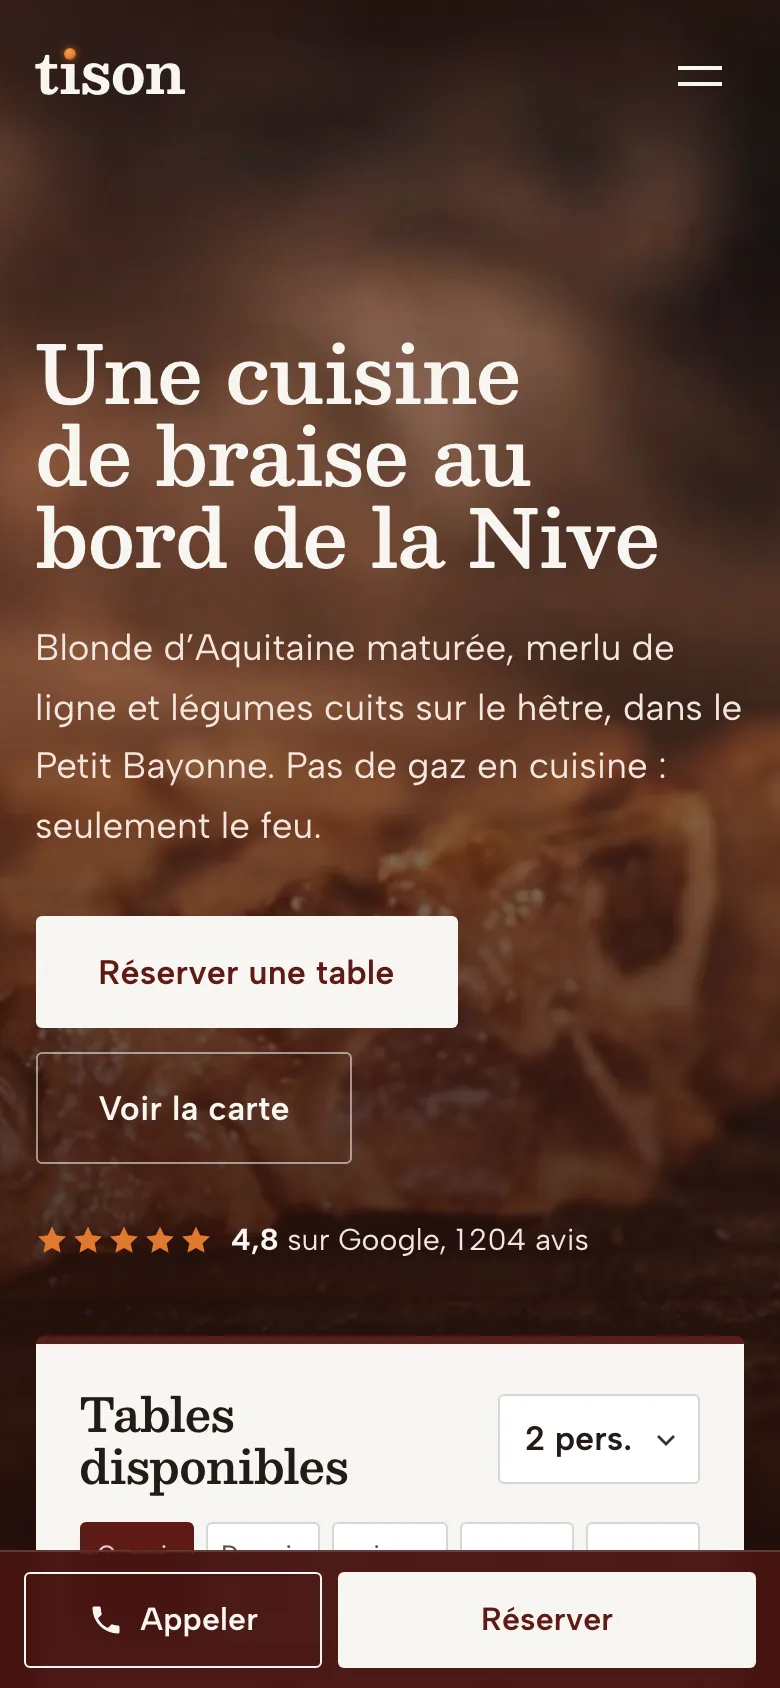 tison
Une cuisine
de braise au
bord de la Nive
Blonde d’Aquitaine maturée, merlu de
ligne et légumes cuits sur le hêtre, dans le
Petit Bayonne. Pas de gaz en cuisine :
seulement le feu.
Réserver une table
Voir la carte
4,8 sur Google, 1 204 avis
Tables
disponibles
2 pers.
Appeler
Réserver